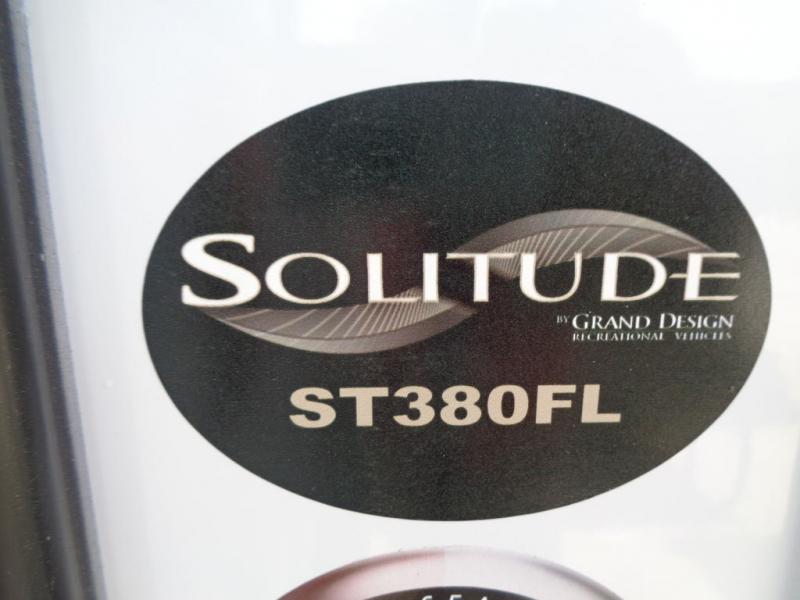 SOLITUDE
BY GRAND DESIGN
RECREATIONAL VEHICLES
ST380FL